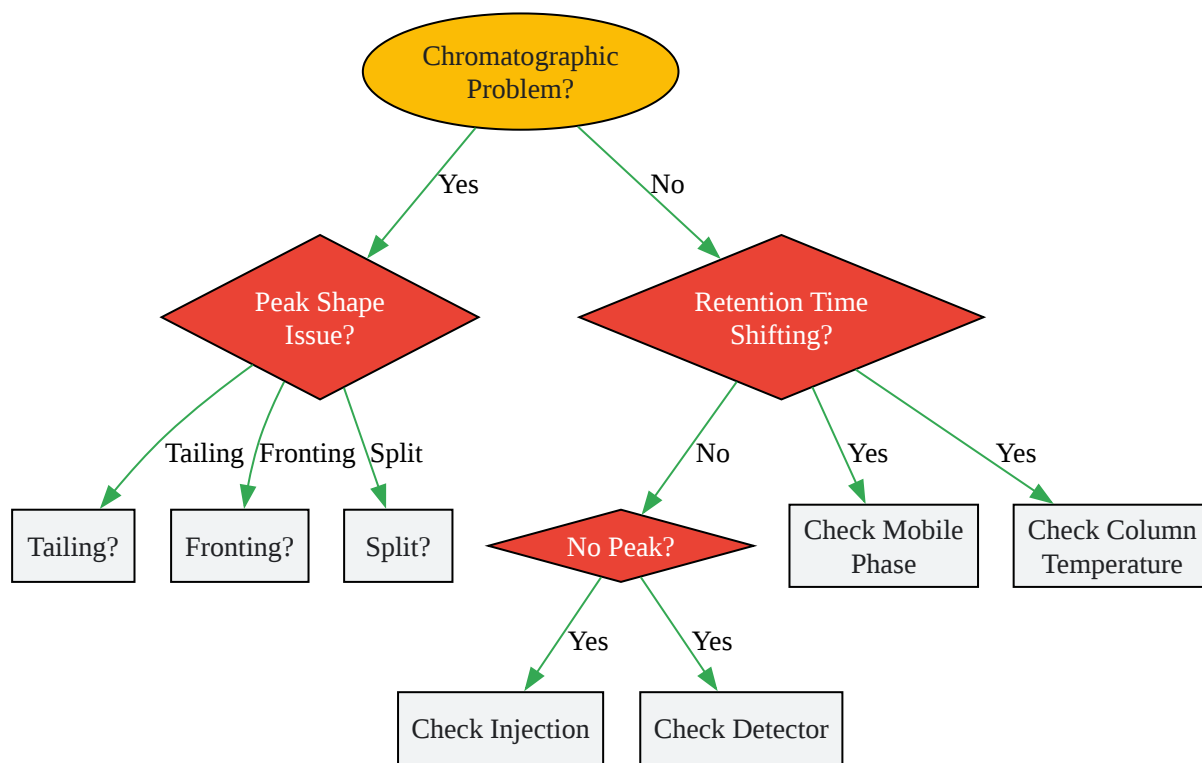 Chromatographic
Problem?
Yes
No
Peak Shape
Issue?
Retention Time
Shifting?
Tailing
Fronting
Split
No
Yes
Yes
Tailing?
Fronting?
Split?
No Peak?
Check Mobile
Phase
Check Column
Temperature
Yes
Yes
Check Injection
Check Detector